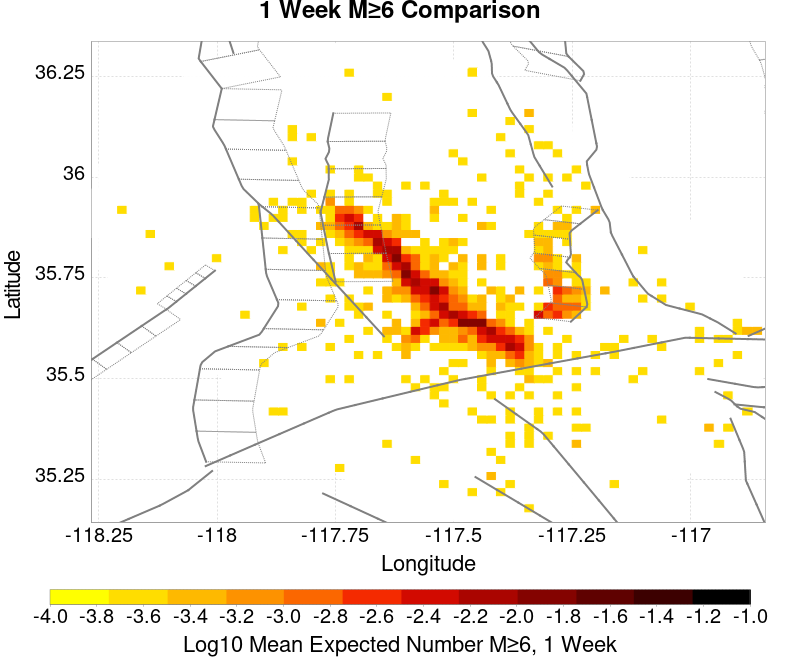 1 Week M≥6 Comparison
36.25
36
35.75
35.5
35.25
Latitude
-118.25 -118 -117.75 -117.5 -117.25 -117
Longitude
-4.0 -3.8 -3.6 -3.4 -3.2 -3.0 -2.8 -2.6 -2.4 -2.2 -2.0 -1.8 -1.6 -1.4 -1.2 -1.0
Log10 Mean Expected Number M≥6, 1 Week